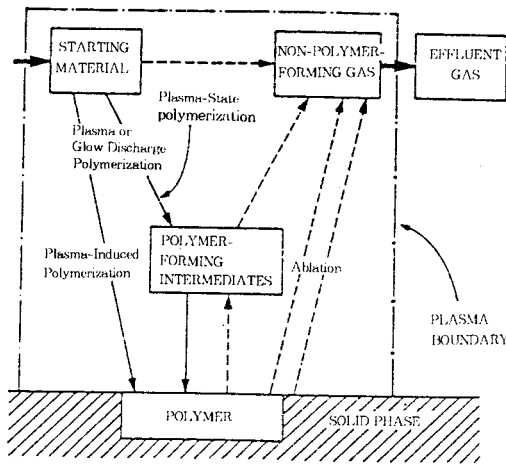 STARTING
MATERIAL
NON-POLYMER-
FORMING GAS
EFFLUENT
GAS
Plasma-State
polymerization
Plasma or
Glow Discharge
Polymerization
Plasma-Induced
Polymerization
POLYMER-
FORMING
INTERMEDIATES
Ablation
PLASMA
BOUNDARY
POLYMER
SOLID PHASE